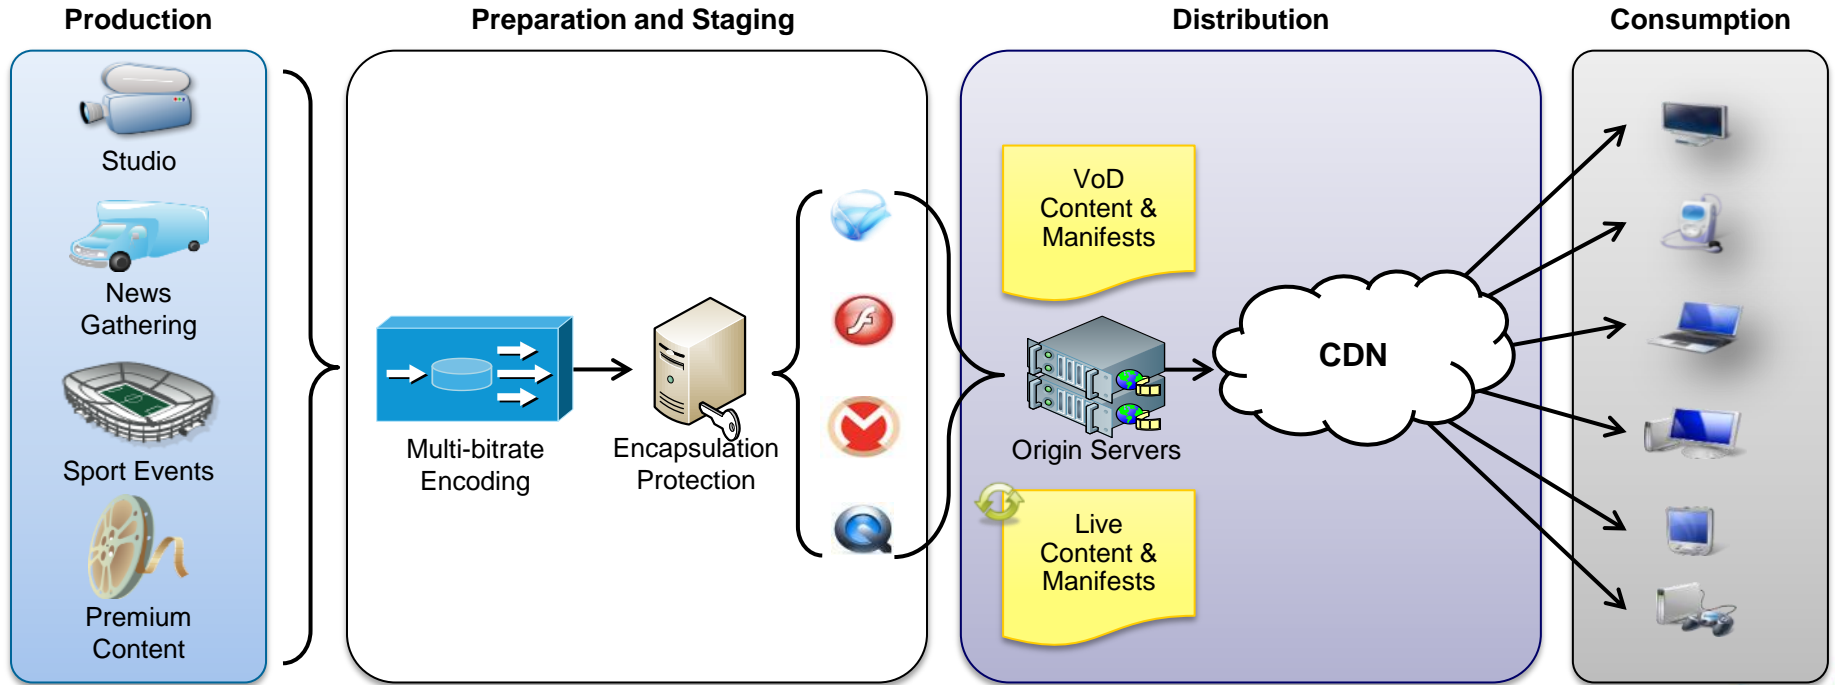 Production
Preparation and Staging
Distribution
Consumption
Studio
News
Gathering
Sport Events
Premium
Content
Multi-bitrate
Encoding
Encapsulation
Protection
VoD
Content &
Manifests
Origin Servers
Live
Content &
Manifests
CDN